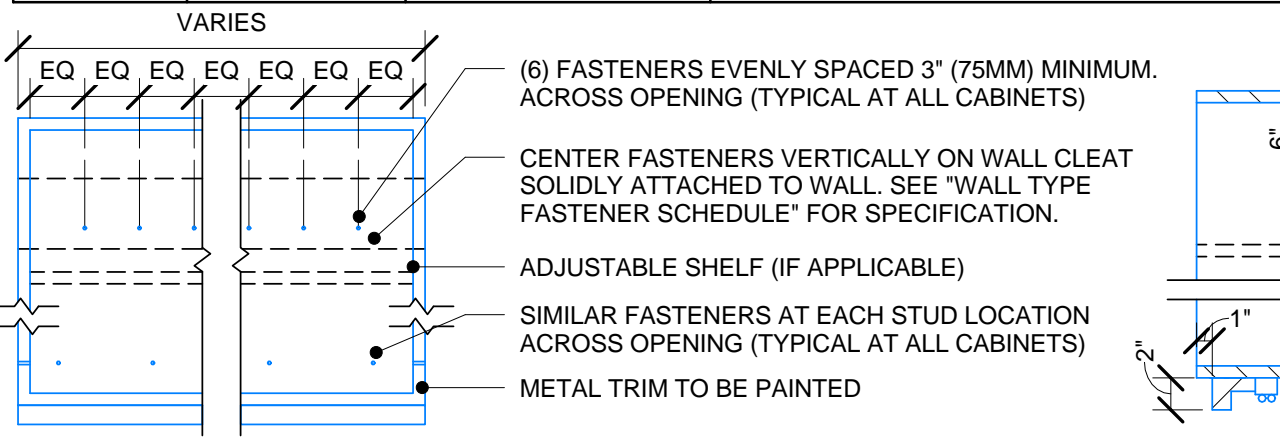 VARIES
EQ EQ EQ EQ EQ EQ EQ
(6) FASTENERS EVENLY SPACED 3" (75MM) MINIMUM.
ACROSS OPENING (TYPICAL AT ALL CABINETS)
CENTER FASTENERS VERTICALLY ON WALL CLEAT
SOLIDLY ATTACHED TO WALL. SEE "WALL TYPE
FASTENER SCHEDULE" FOR SPECIFICATION.
ADJUSTABLE SHELF (IF APPLICABLE)
SIMILAR FASTENERS AT EACH STUD LOCATION
ACROSS OPENING (TYPICAL AT ALL CABINETS)
METAL TRIM TO BE PAINTED
6"
1"
2"